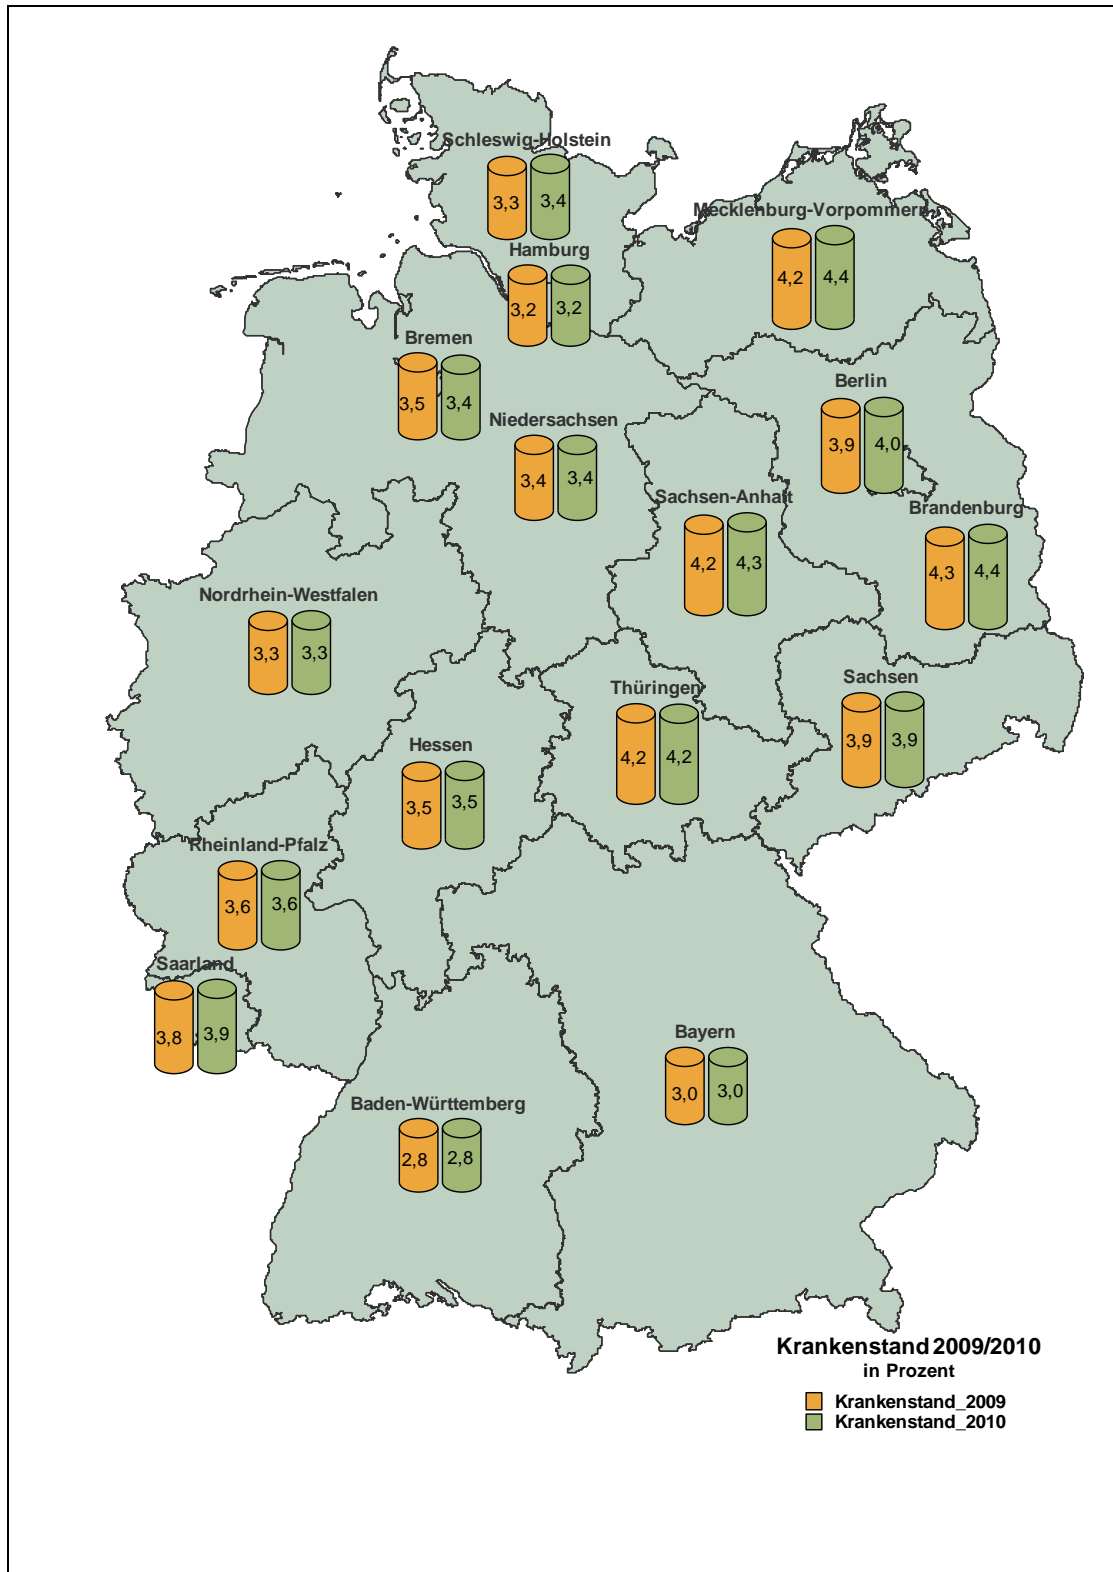 Schleswig-Holstein
3,3 3,4
Mecklenburg-Vorpommern
4,2 4,4
Hamburg
3,2 3,2
Bremen
3,5 3,4
Berlin
3,9 4,0
Niedersachsen
3,4 3,4
Sachsen-Anhalt
4,2 4,3
Brandenburg
4,3 4,4
Nordrhein-Westfalen
3,3 3,3
Sachsen
3,9 3,9
Thüringen
4,2 4,2
Hessen
3,5 3,5
Rheinland-Pfalz
3,6 3,6
Saarland
3,8 3,9
Bayern
3,0 3,0
Baden-Württemberg
2,8 2,8
Krankenstand 2009/2010
in Prozent
Krankenstand_2009
Krankenstand_2010